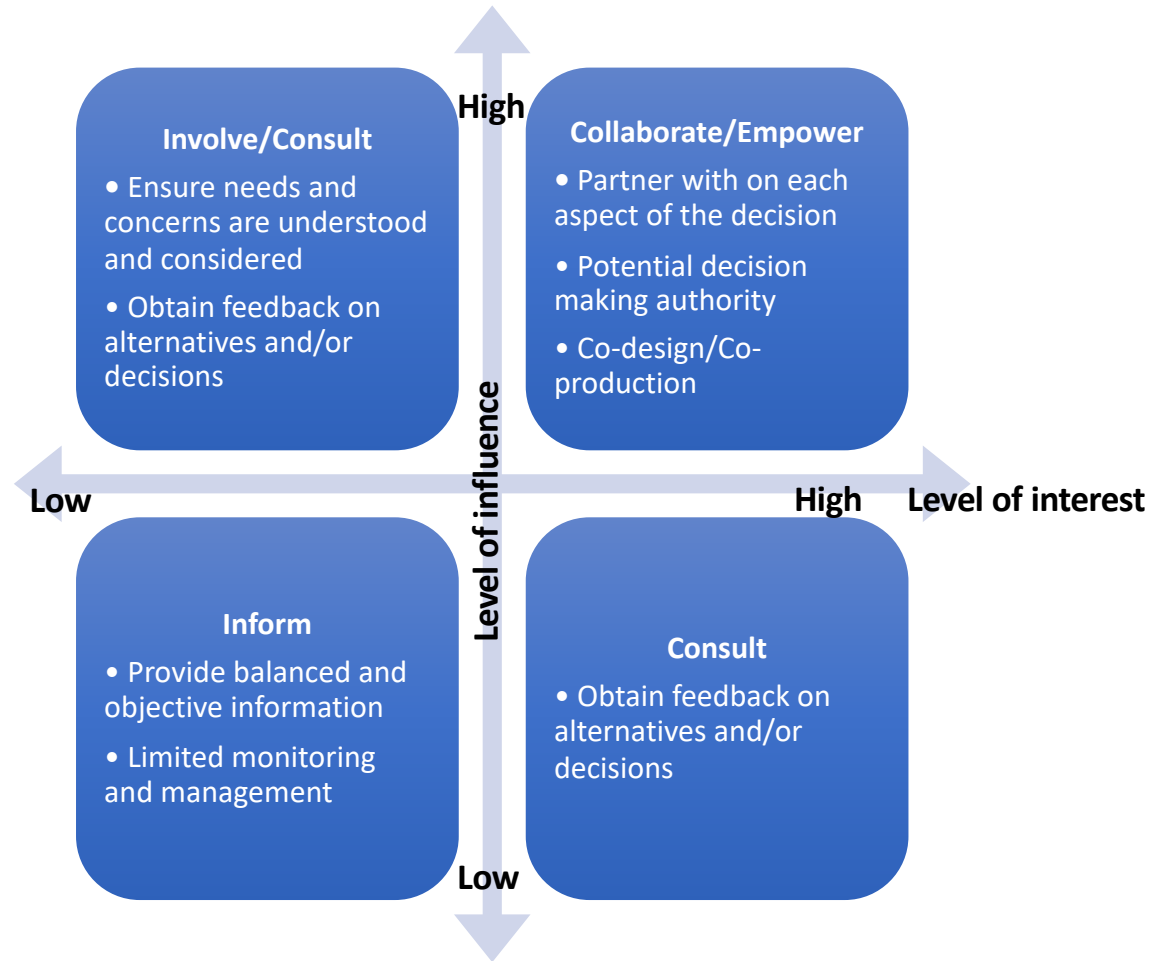 High
Involve/Consult
• Ensure needs and
concerns are understood
and considered
• Obtain feedback on
alternatives and/or
decisions
Collaborate/Empower
• Partner with on each
aspect of the decision
• Potential decision
making authority
• Co-design/Co-
production
Level of influence
Low
High
Level of interest
Inform
• Provide balanced and
objective information
• Limited monitoring
and management
Consult
• Obtain feedback on
alternatives and/or
decisions
Low